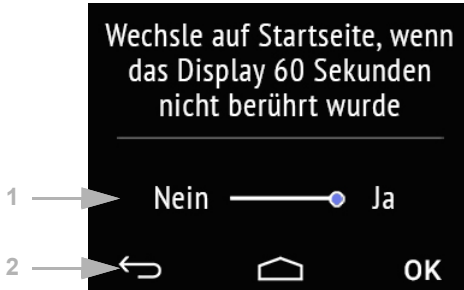 Wechsle auf Startseite, wenn
das Display 60 Sekunden
nicht berührt wurde
1 Nein Ja
2 OK